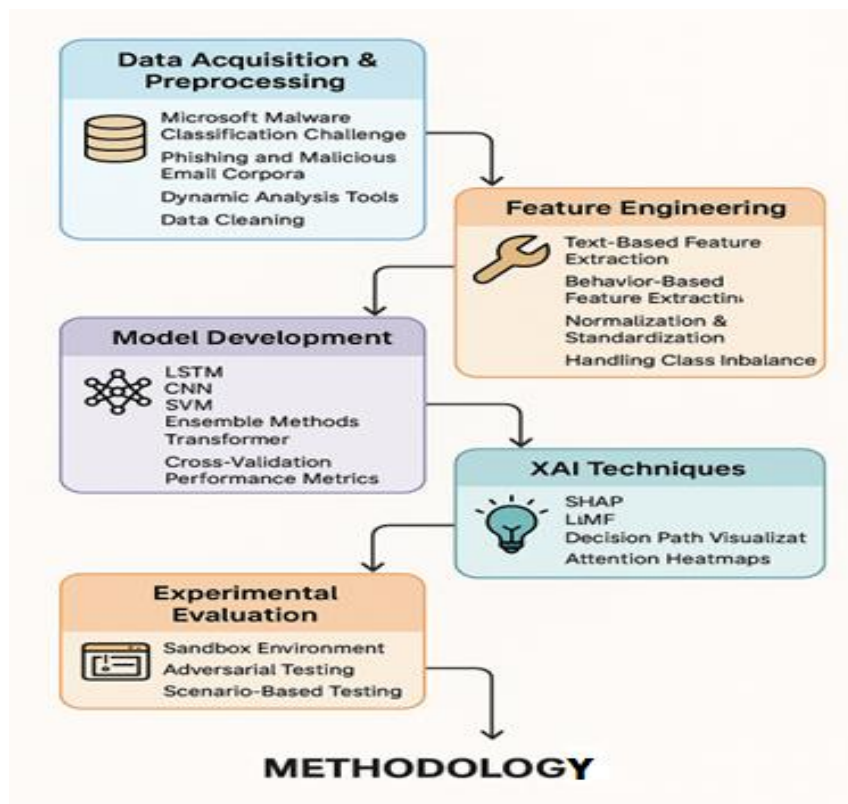 Data Acquisition &
Preprocessing
Microsoft Malware
Classification Challenge
Phishing and Malicious
Email Corpora
Dynamic Analysis Tools
Data Cleaning
Feature Engineering
Text-Based Feature
Extraction
Behavior-Based
Feature Extractin
Normalization &
Standardization
Handling Class Inbalance
Model Development
LSTM
CNN
SVM
Ensemble Methods
Transformer
Cross-Validation
Performance Metrics
XAI Techniques
SHAP
LiMF
Decision Path Visualizat
Attention Heatmaps
Experimental
Evaluation
Sandbox Environment
Adversarial Testing
Scenario-Based Testing
METHODOLOGY